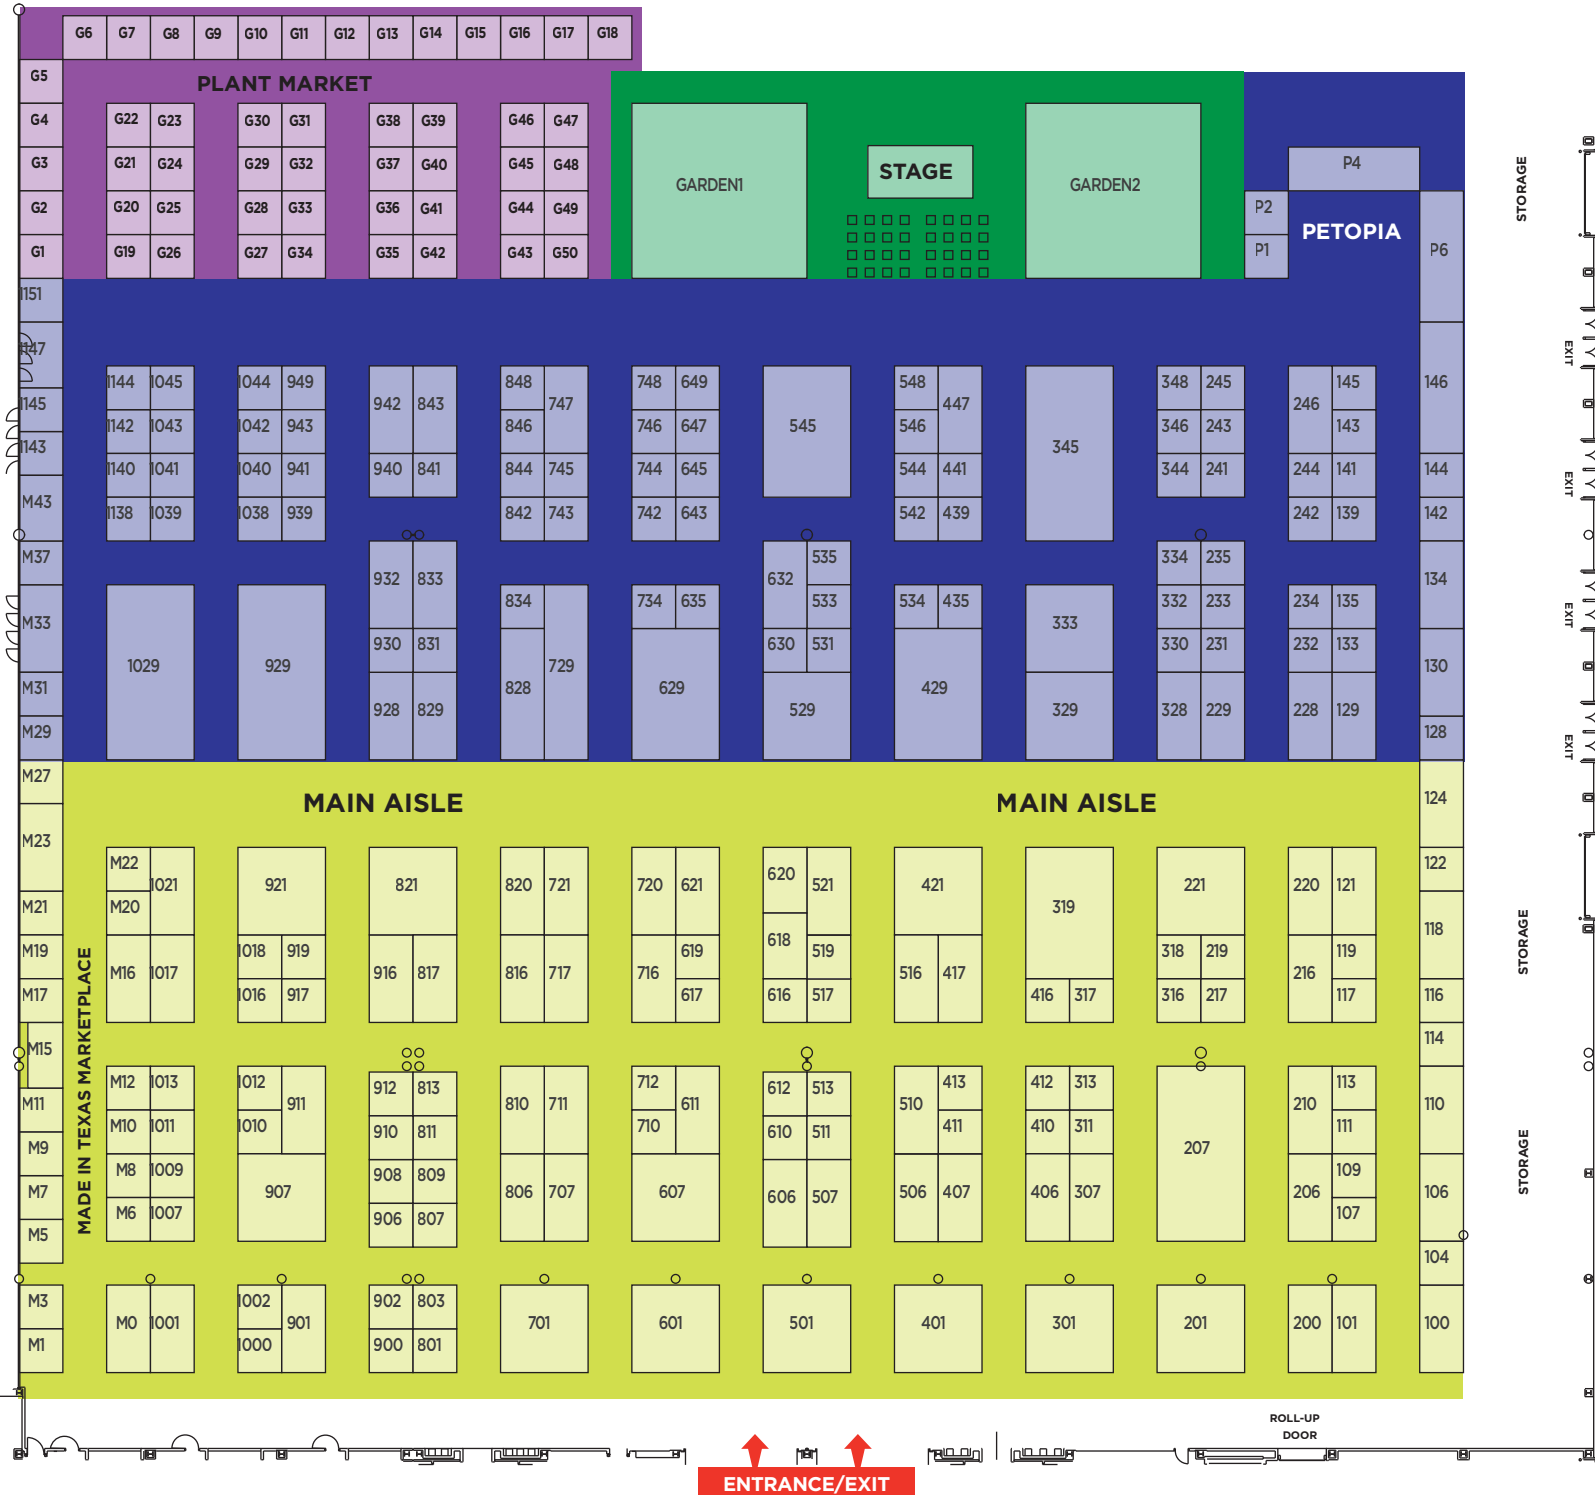 G6 G7 G8 G9 G10 G11 G12 G13 G14 G15 G16 G17 G18
G5
PLANT MARKET
G4 G22 G23 G30 G31 G38 G39 G46 G47
G3 G21 G24 G29 G32 G37 G40 G45 G48
G2 G20 G25 G28 G33 G36 G41 G44 G49
G1 G19 G26 G27 G34 G35 G42 G43 G50
GARDEN1
STAGE
GARDEN2
P4
P2
P1
PETOPIA
P6
STORAGE
1151
1147
EXIT
1144 1045 1044 949 942 843 848 747 748 649 545 548 447 345 348 245 246 145 146
1145
1142 1043 1042 943 846 746 647 546 346 243 143
1143
1140 1041 1040 941 940 841 844 745 744 645 544 441 344 241 244 141 144
EXIT
M43
1138 1039 1038 939 842 743 742 643 542 439 242 139 142
M37 932 833 632 535 334 235 134
M33 834 734 635 533 534 435 333 332 233 234 135
EXIT
1029 929 930 831 828 729 629 630 531 429 330 231 232 133 130
M31
928 829 529 329 328 229 228 129
M29 128
EXIT
M27
MAIN AISLE MAIN AISLE
124
M23
M22 1021 921 821 820 721 720 621 620 521 421 319 221 220 121 122
M21 M20
M19 1018 919 619 618 519 318 219 119 118
M16 1017 916 817 816 717 716 516 417 216
M17 1016 917 617 616 517 416 317 316 217 117 116
STORAGE
MADE IN TEXAS MARKETPLACE
M15 114
M12 1013 1012 911 912 813 810 711 712 611 612 513 510 413 412 313 207 210 113 110
M11
M10 1011 1010 910 811 710 610 511 411 410 311 111
M9
M8 1009 907 908 809 806 707 607 606 507 506 407 406 307 206 109 106
M7
M6 1007 906 807 107
STORAGE
M5 104
M3 1002 901 902 803
M0 1001 701 601 501 401 301 201 200 101 100
M1 1000 900 801
ROLL-UP
DOOR
ENTRANCE/EXIT